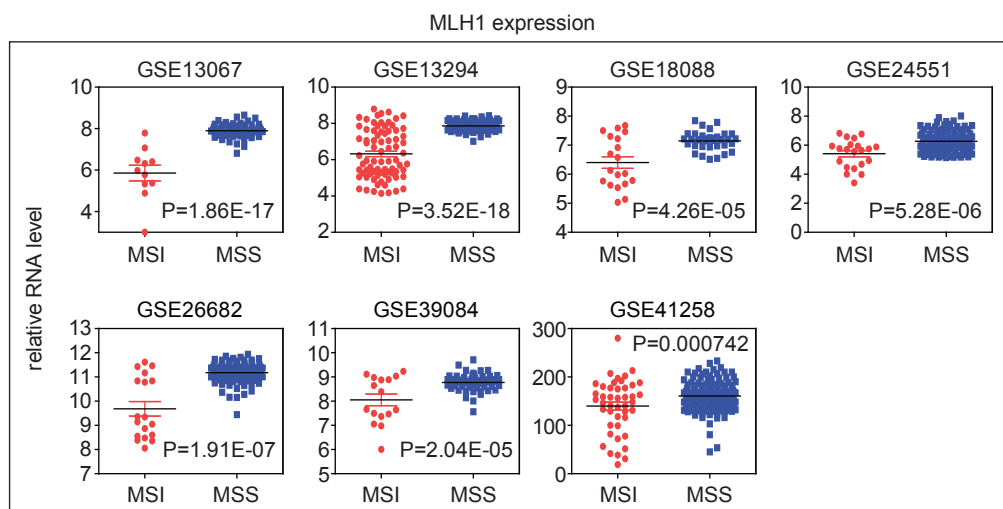 MLH1 expression
relative RNA level
GSE13067
10
8
6
4
P=1.86E-17
MSI MSS
GSE13294
10
8
6
4
2
P=3.52E-18
MSI MSS
GSE18088
9
8
7
6
5
4
P=4.26E-05
MSI MSS
GSE24551
10
8
6
4
2
0
P=5.28E-06
MSI MSS
GSE26682
13
12
11
10
9
8
7
P=1.91E-07
MSI MSS
GSE39084
11
10
9
8
7
6
5
P=2.04E-05
MSI MSS
GSE41258
300
200
100
0
P=0.000742
MSI MSS